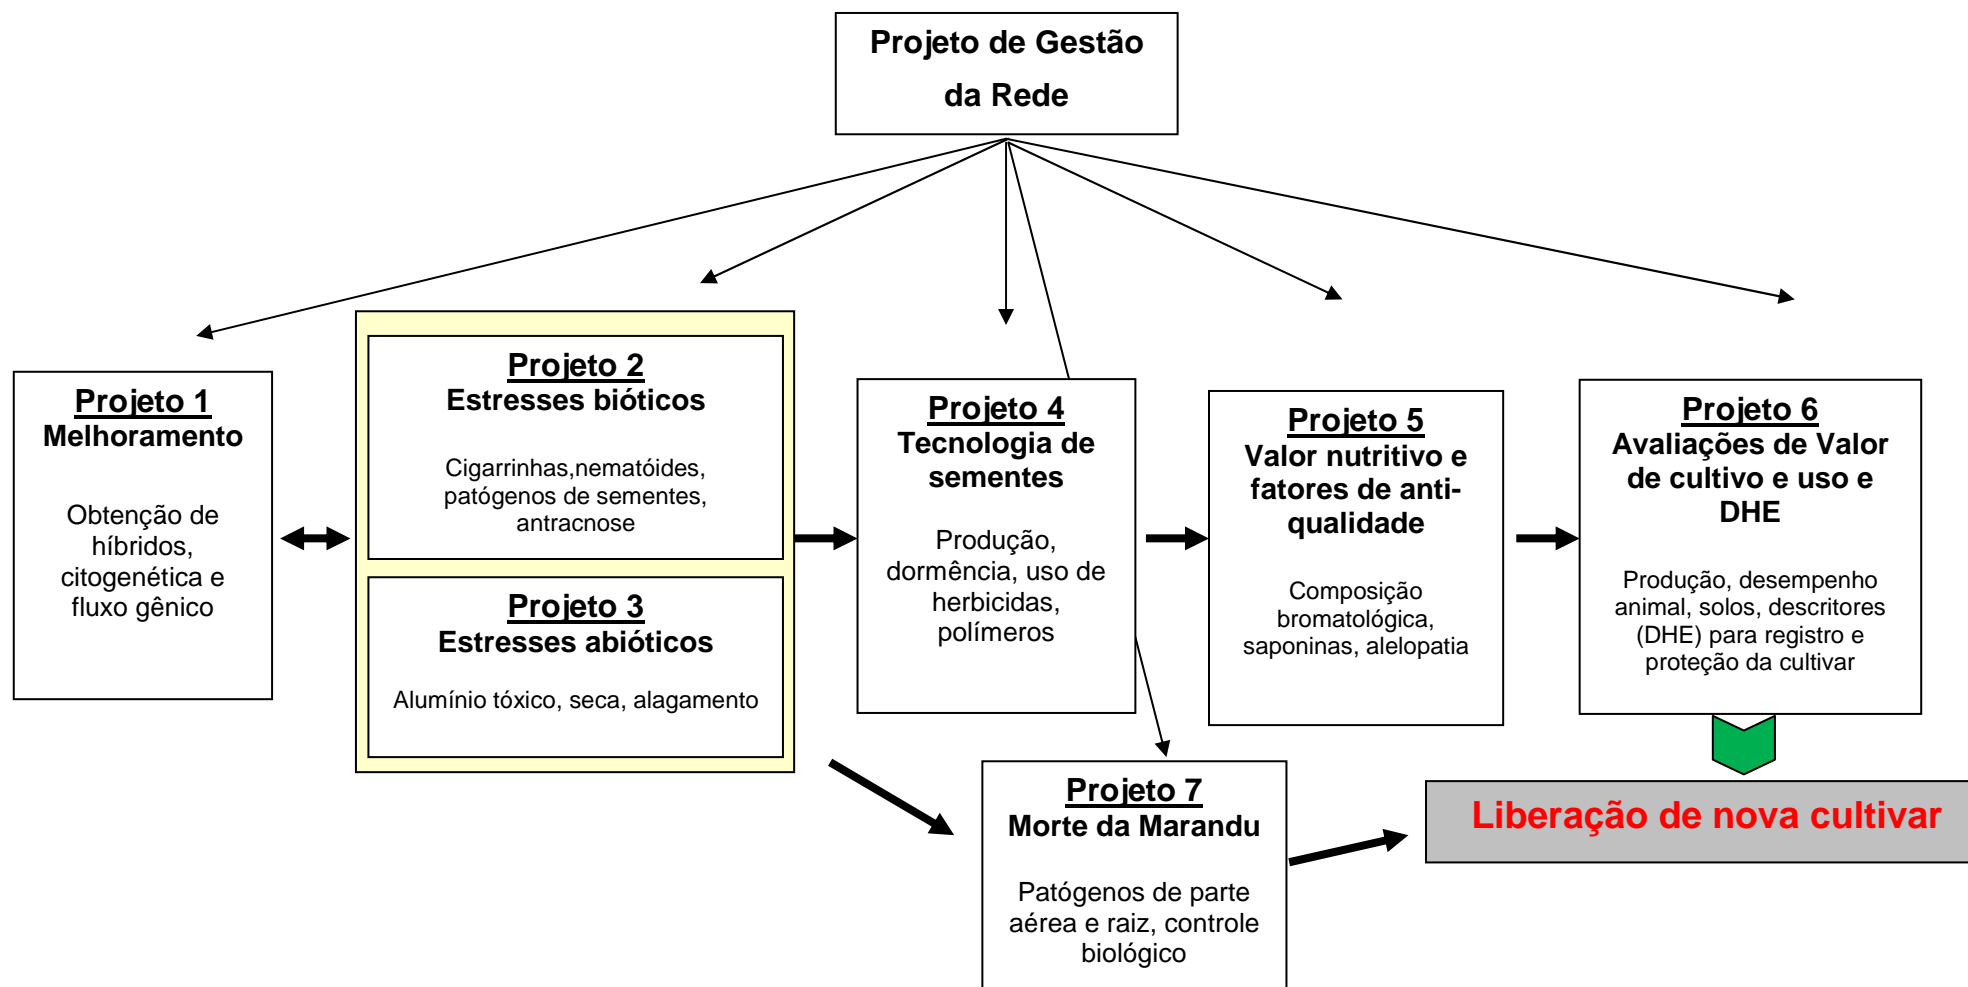 Projeto de Gestão
da Rede
Projeto 1
Melhoramento
Obtenção de
híbridos,
citogenética e
fluxo gênico
Projeto 2
Estresses bióticos
Cigarrinhas,nematóides,
patógenos de sementes,
antracnose
Projeto 3
Estresses abióticos
Alumínio tóxico, seca, alagamento
Projeto 4
Tecnologia de
sementes
Produção,
dormência, uso de
herbicidas,
polímeros
Projeto 5
Valor nutritivo e
fatores de anti-
qualidade
Composição
bromatológica,
saponinas, alelopatia
Projeto 6
Avaliações de Valor
de cultivo e uso e
DHE
Produção, desempenho
animal, solos, descritores
(DHE) para registro e
proteção da cultivar
Projeto 7
Morte da Marandu
Patógenos de parte
aérea e raiz, controle
biológico
Liberação de nova cultivar